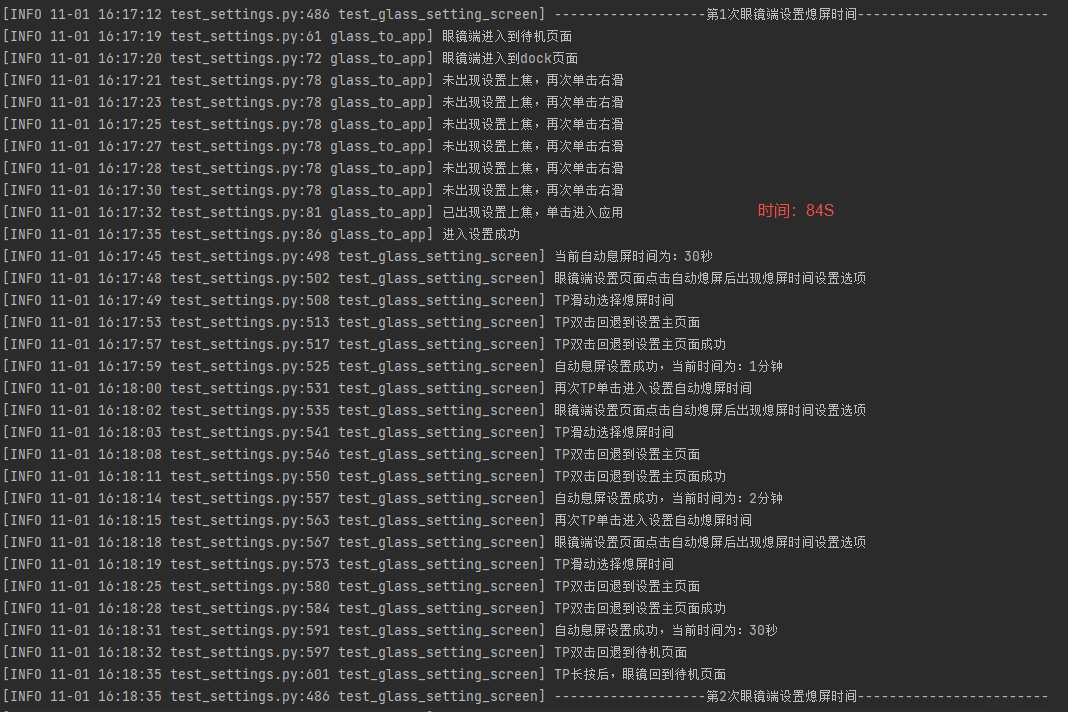 [INFO 11-01 16:17:12 test_settings.py:486 test_glass_setting_screen] -------------------第1次眼镜端设置熄屏时间------------------------
[INFO 11-01 16:17:19 test_settings.py:61 glass_to_app] 眼镜端进入到待机页面
[INFO 11-01 16:17:20 test_settings.py:72 glass_to_app] 眼镜端进入到dock页面
[INFO 11-01 16:17:21 test_settings.py:78 glass_to_app] 未出现设置上焦，再次单击右滑
[INFO 11-01 16:17:23 test_settings.py:78 glass_to_app] 未出现设置上焦，再次单击右滑
[INFO 11-01 16:17:25 test_settings.py:78 glass_to_app] 未出现设置上焦，再次单击右滑
[INFO 11-01 16:17:27 test_settings.py:78 glass_to_app] 未出现设置上焦，再次单击右滑
[INFO 11-01 16:17:28 test_settings.py:78 glass_to_app] 未出现设置上焦，再次单击右滑
[INFO 11-01 16:17:30 test_settings.py:78 glass_to_app] 未出现设置上焦，再次单击右滑
[INFO 11-01 16:17:32 test_settings.py:81 glass_to_app] 已出现设置上焦，单击进入应用
时间：84S
[INFO 11-01 16:17:35 test_settings.py:86 glass_to_app] 进入设置成功
[INFO 11-01 16:17:45 test_settings.py:498 test_glass_setting_screen] 当前自动息屏时间为：30秒
[INFO 11-01 16:17:48 test_settings.py:502 test_glass_setting_screen] 眼镜端设置页面点击自动熄屏后出现熄屏时间设置选项
[INFO 11-01 16:17:49 test_settings.py:508 test_glass_setting_screen] TP滑动选择熄屏时间
[INFO 11-01 16:17:53 test_settings.py:513 test_glass_setting_screen] TP双击回退到设置主页面
[INFO 11-01 16:17:57 test_settings.py:517 test_glass_setting_screen] TP双击回退到设置主页面成功
[INFO 11-01 16:17:59 test_settings.py:525 test_glass_setting_screen] 自动息屏设置成功，当前时间为：1分钟
[INFO 11-01 16:18:00 test_settings.py:531 test_glass_setting_screen] 再次TP单击进入设置自动熄屏时间
[INFO 11-01 16:18:02 test_settings.py:535 test_glass_setting_screen] 眼镜端设置页面点击自动熄屏后出现熄屏时间设置选项
[INFO 11-01 16:18:03 test_settings.py:541 test_glass_setting_screen] TP滑动选择熄屏时间
[INFO 11-01 16:18:08 test_settings.py:546 test_glass_setting_screen] TP双击回退到设置主页面
[INFO 11-01 16:18:11 test_settings.py:550 test_glass_setting_screen] TP双击回退到设置主页面成功
[INFO 11-01 16:18:14 test_settings.py:557 test_glass_setting_screen] 自动息屏设置成功，当前时间为：2分钟
[INFO 11-01 16:18:15 test_settings.py:563 test_glass_setting_screen] 再次TP单击进入设置自动熄屏时间
[INFO 11-01 16:18:18 test_settings.py:567 test_glass_setting_screen] 眼镜端设置页面点击自动熄屏后出现熄屏时间设置选项
[INFO 11-01 16:18:19 test_settings.py:573 test_glass_setting_screen] TP滑动选择熄屏时间
[INFO 11-01 16:18:25 test_settings.py:580 test_glass_setting_screen] TP双击回退到设置主页面
[INFO 11-01 16:18:28 test_settings.py:584 test_glass_setting_screen] TP双击回退到设置主页面成功
[INFO 11-01 16:18:31 test_settings.py:591 test_glass_setting_screen] 自动息屏设置成功，当前时间为：30秒
[INFO 11-01 16:18:32 test_settings.py:597 test_glass_setting_screen] TP双击回退到待机页面
[INFO 11-01 16:18:35 test_settings.py:601 test_glass_setting_screen] TP长按后，眼镜回到待机页面
[INFO 11-01 16:18:35 test_settings.py:486 test_glass_setting_screen] -------------------第2次眼镜端设置熄屏时间------------------------